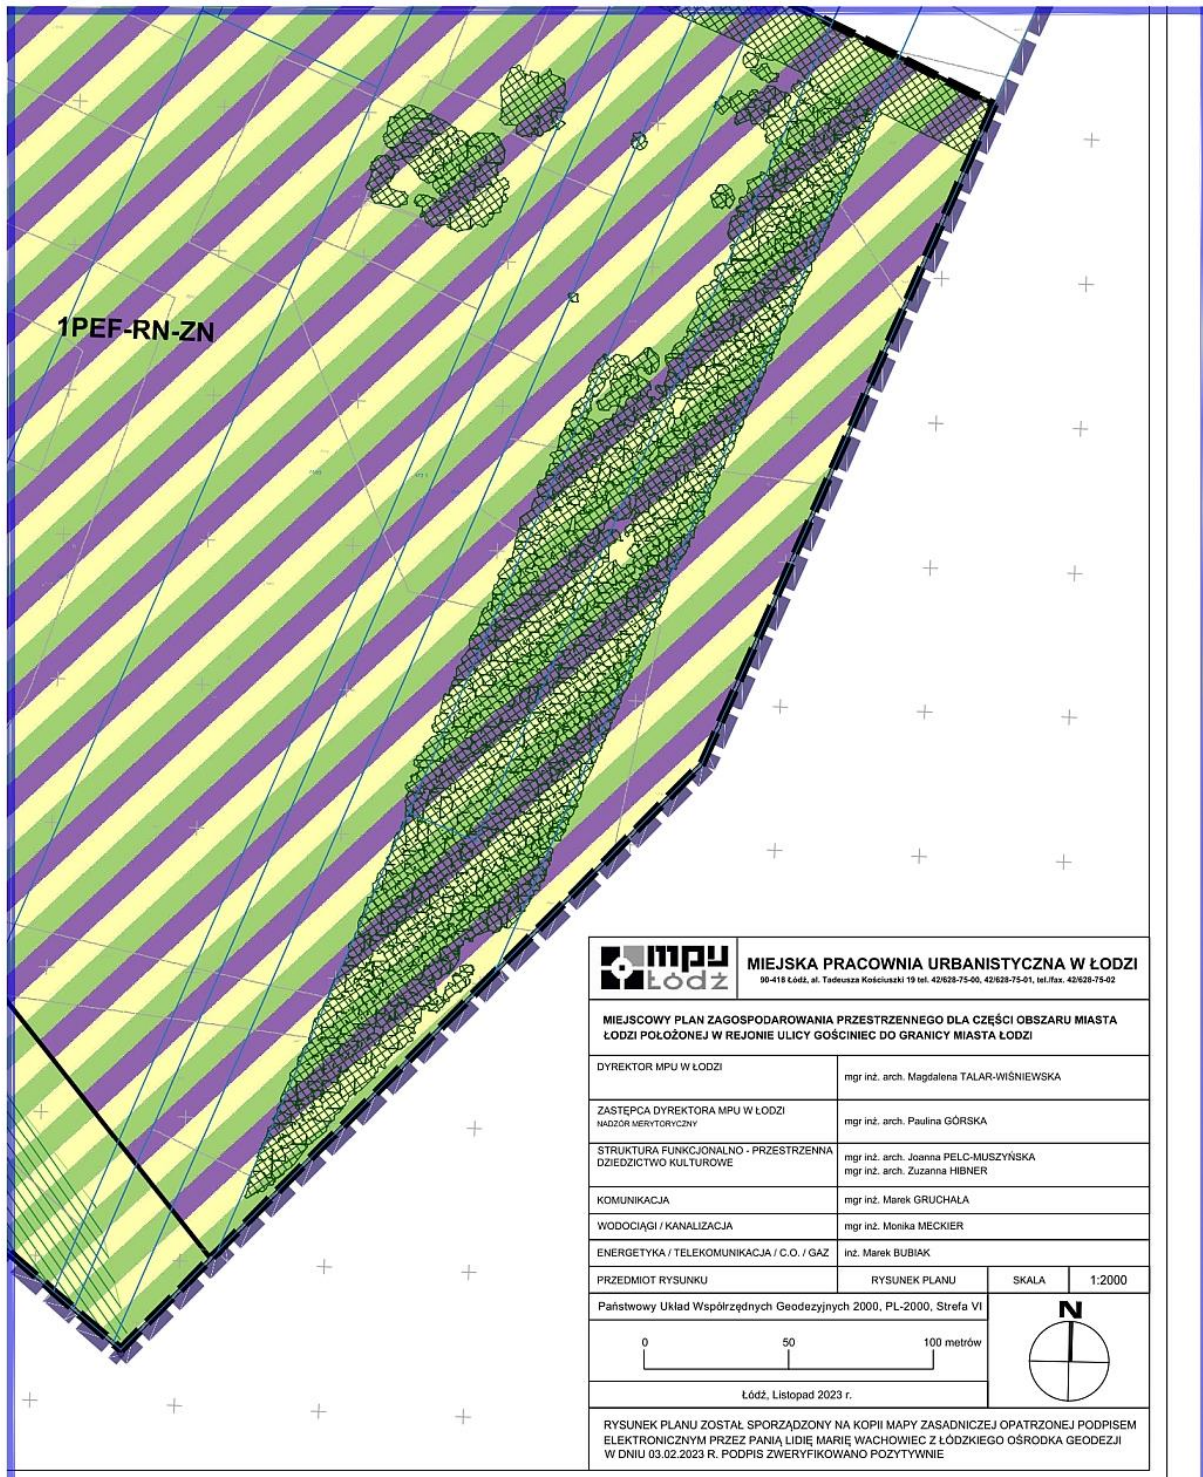 1PEF-RN-ZN
mpu
Łódź
MIEJSKA PRACOWNIA URBANISTYCZNA W ŁODZI
90-418 Łódź, al. Tadeusza Kościuszki 19 tel. 42/628-75-00, 42/628-75-01, tel./fax. 42/628-75-02
MIEJSCOWY PLAN ZAGOSPODAROWANIA PRZESTRZENNEGO DLA CZĘŚCI OBSZARU MIASTA
ŁODZI POŁOŻONEJ W REJONIE ULICY GOŚCINIEC DO GRANICY MIASTA ŁODZI
DYREKTOR MPU W ŁODZI
mgr inż. arch. Magdalena TALAR-WIŚNIEWSKA
ZASTĘPCA DYREKTORA MPU W ŁODZI
NADZÓR MERYTORYCZNY
mgr inż. arch. Paulina GÓRSKA
STRUKTURA FUNKCJONALNO - PRZESTRZENNA
DZIEDZICTWO KULTUROWE
mgr inż. arch. Joanna PELC-MUSZYŃSKA
mgr inż. arch. Zuzanna HIBNER
KOMUNIKACJA
mgr inż. Marek GRUCHAŁA
WODOCIĄGI / KANALIZACJA
mgr inż. Monika MECKIER
ENERGETYKA / TELEKOMUNIKACJA / C.O. / GAZ
inż. Marek BUBIAK
PRZEDMIOT RYSUNKU
RYSUNEK PLANU
SKALA
1:2000
Państwowy Układ Współrzędnych Geodezyjnych 2000, PL-2000, Strefa VI
N
0 50 100 metrów
Łódź, Listopad 2023 r.
RYSUNEK PLANU ZOSTAŁ SPORZĄDZONY NA KOPII MAPY ZASADNICZEJ OPATRZONEJ PODPISEM
ELEKTRONICZNYM PRZEZ PANIĄ LIDIĘ MARIĘ WACHOWIEC Z ŁÓDZKIEGO OŚRODKA GEODEZJI
W DNIU 03.02.2023 R. PODPIS ZWERYFIKOWANO POZYTYWNIE